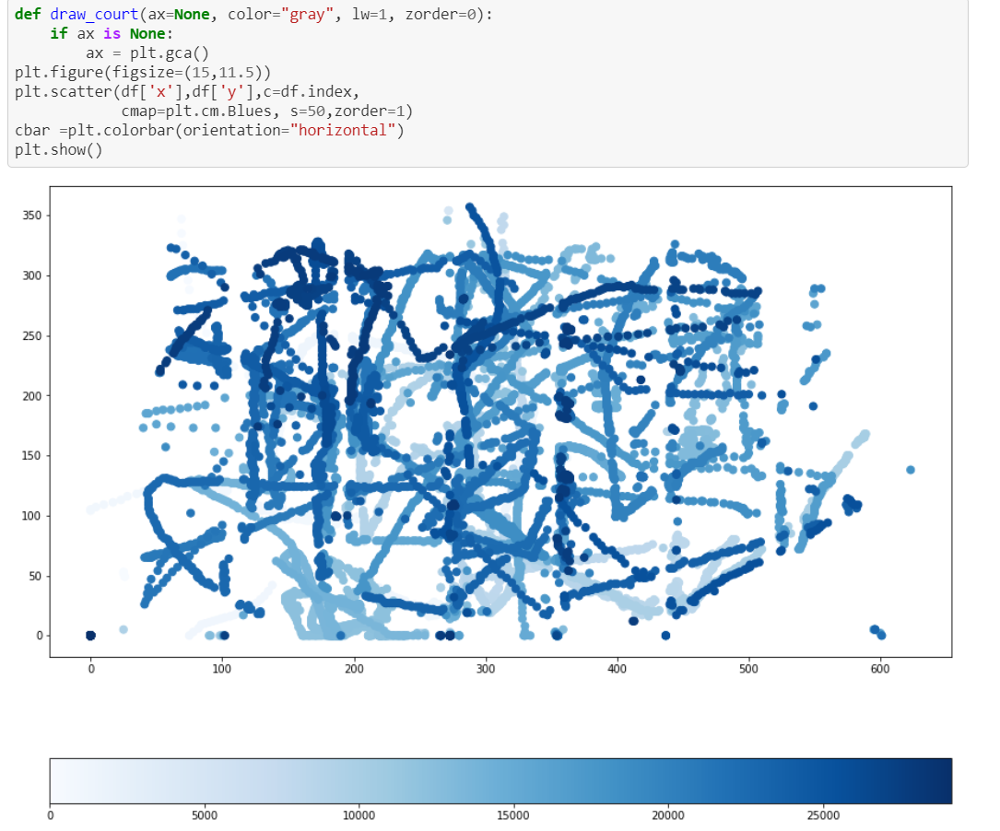 def draw_court(ax=None, color="gray", lw=1, zorder=0):
    if ax is None:
        ax = plt.gca()
plt.figure(figsize=(15,11.5))
plt.scatter(df['x'],df['y'],c=df.index,
            cmap=plt.cm.Blues, s=50,zorder=1)
cbar =plt.colorbar(orientation="horizontal")
plt.show()
350
300
250
200
150
100
50
0
0 100 200 300 400 500 600
0 5000 10000 15000 20000 25000